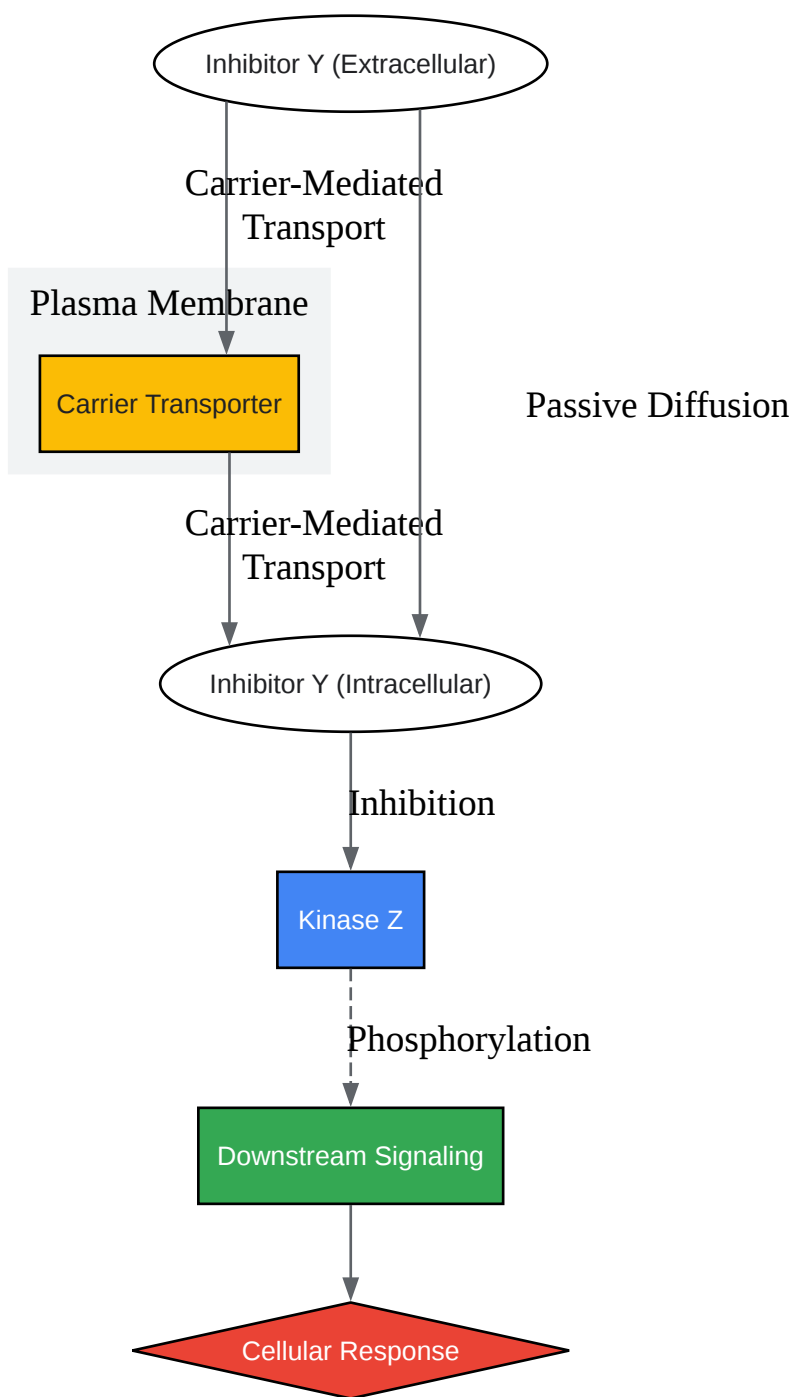 Inhibitor Y (Extracellular)
Carrier-Mediated
Transport
Plasma Membrane
Carrier Transporter
Passive Diffusion
Carrier-Mediated
Transport
Inhibitor Y (Intracellular)
Inhibition
Kinase Z
Phosphorylation
Downstream Signaling
Cellular Response